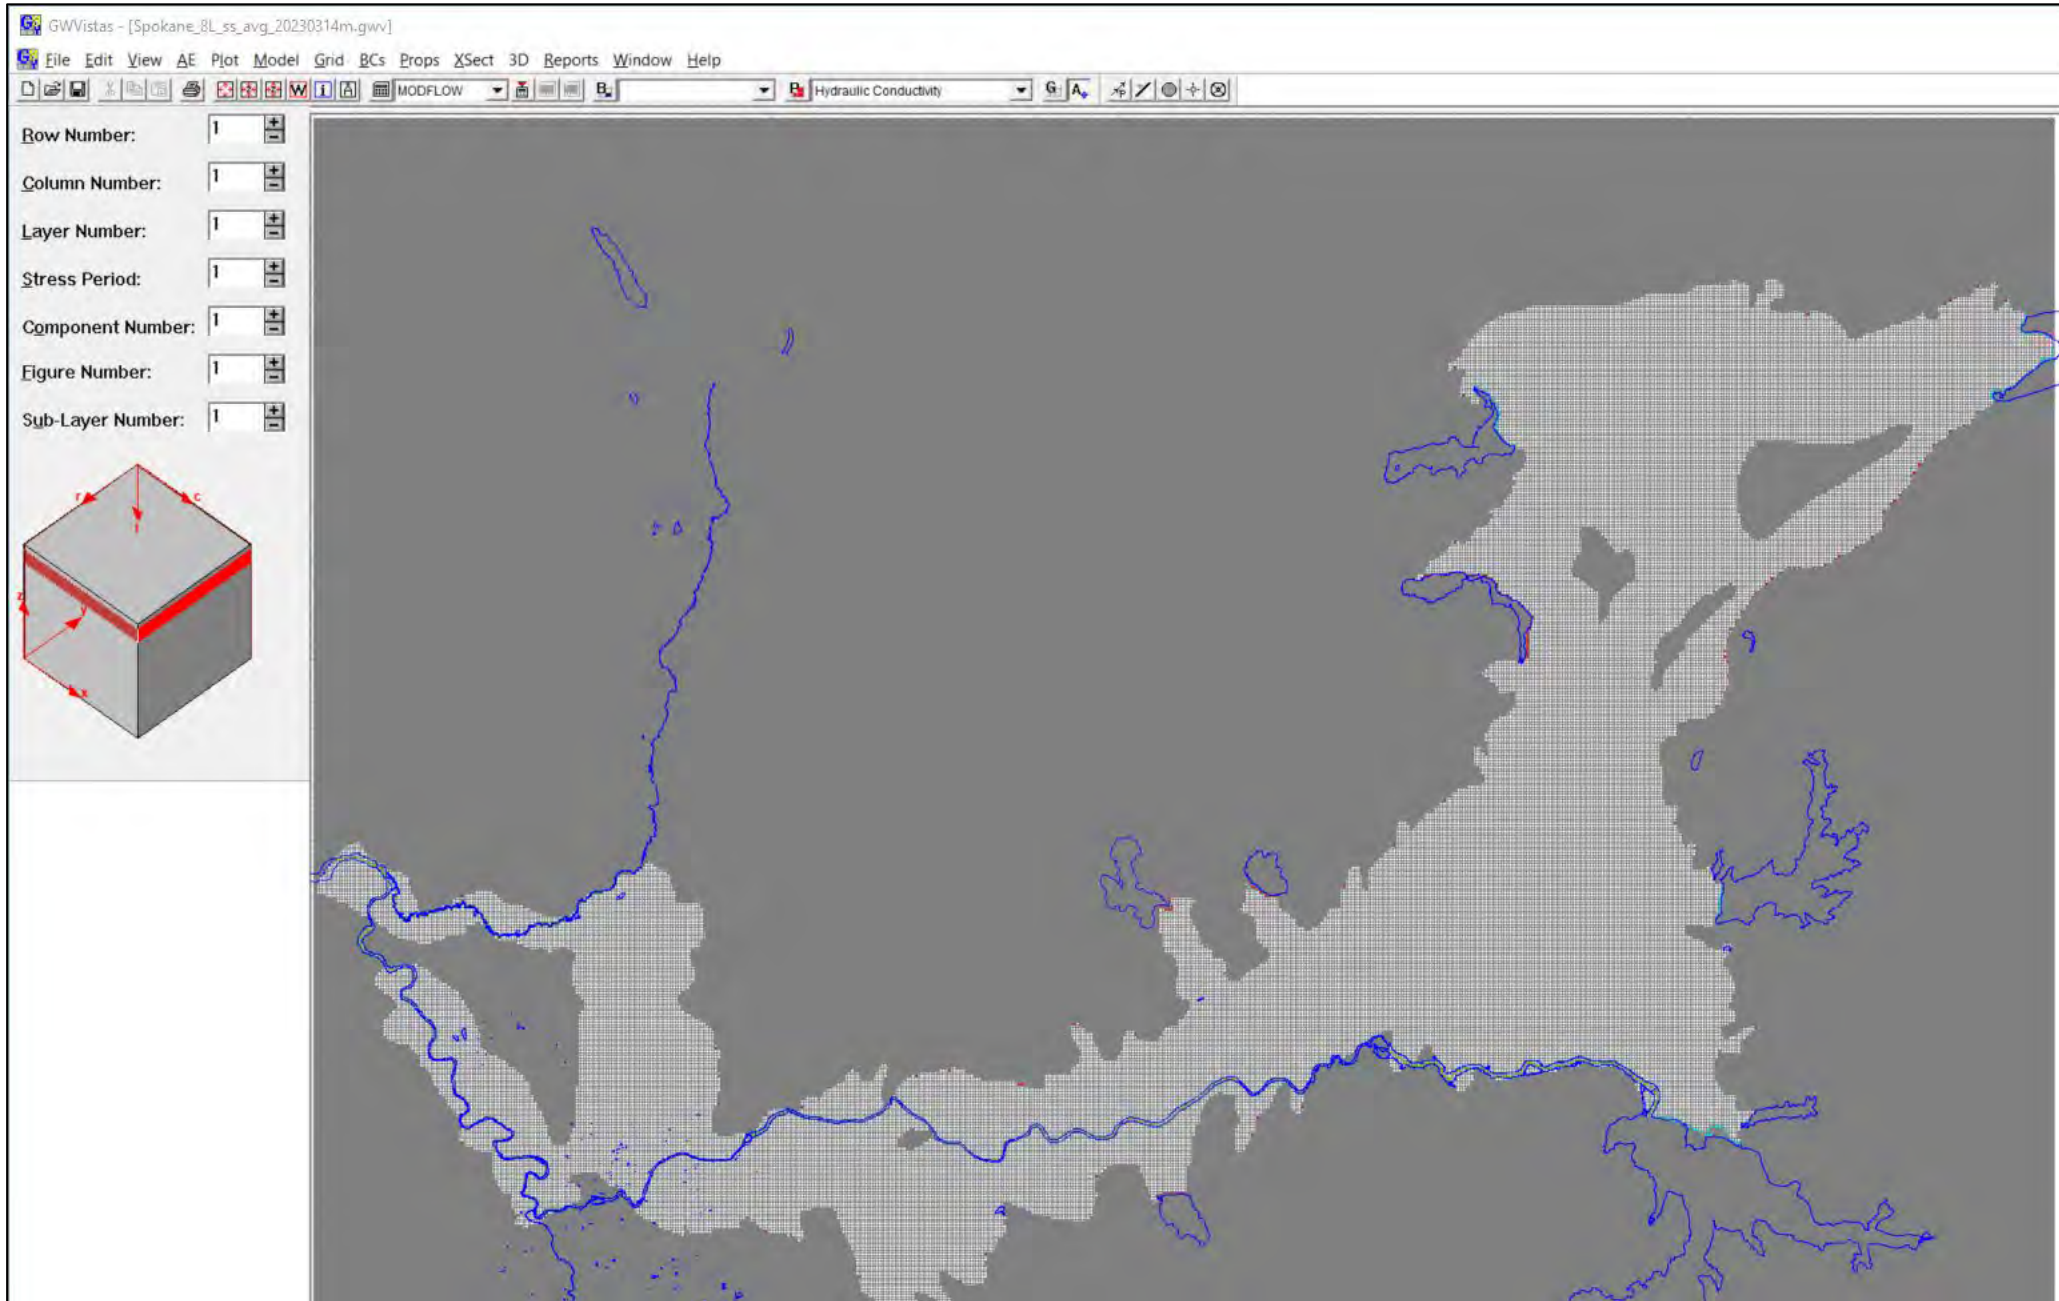 GWVistas - [Spokane_8L_ss_avg_20230314m.gwv]
File Edit View AE Plot Model Grid BCs Props XSect 3D Reports Window Help
W i A MODFLOW B Hydraulic Conductivity G A P
Row Number: 1
Column Number: 1
Layer Number: 1
Stress Period: 1
Component Number: 1
Figure Number: 1
Sub-Layer Number: 1
r c
l
z y
x